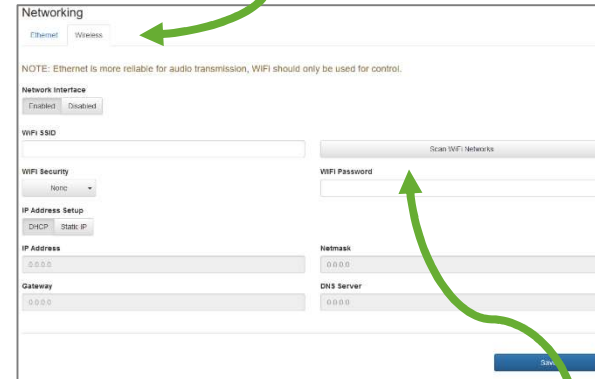 Networking
Ethernet Wireless
NOTE: Ethernet is more reliable for audio transmission, WiFi should only be used for control.
Network Interface
Enabled Disabled
WiFi SSID
Scan WiFi Networks
WiFi Security WiFi Password
None
IP Address Setup
DHCP Static IP
IP Address Netmask
0.0.0.0 0.0.0.0
Gateway DNS Server
0.0.0.0 0.0.0.0